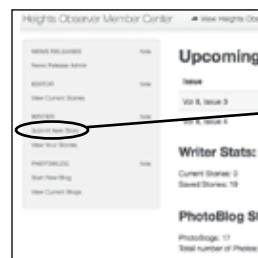 Heights Observer Member Center
View Heights Obs
NEWS RELEASES hide
News Release Admin
EDITOR hide
View Current Stories
WRITER hide
Submit New Story
View Your Stories
PHOTOBLOG hide
Start New Blog
View Current Blogs
Upcoming
Issue
Vol 8, Issue 3
Vol 8, Issue 4
Writer Stats:
Current Stories: 0
Saved Stories: 19
PhotoBlog St
PhotoBlogs: 17
Total number of Photos: